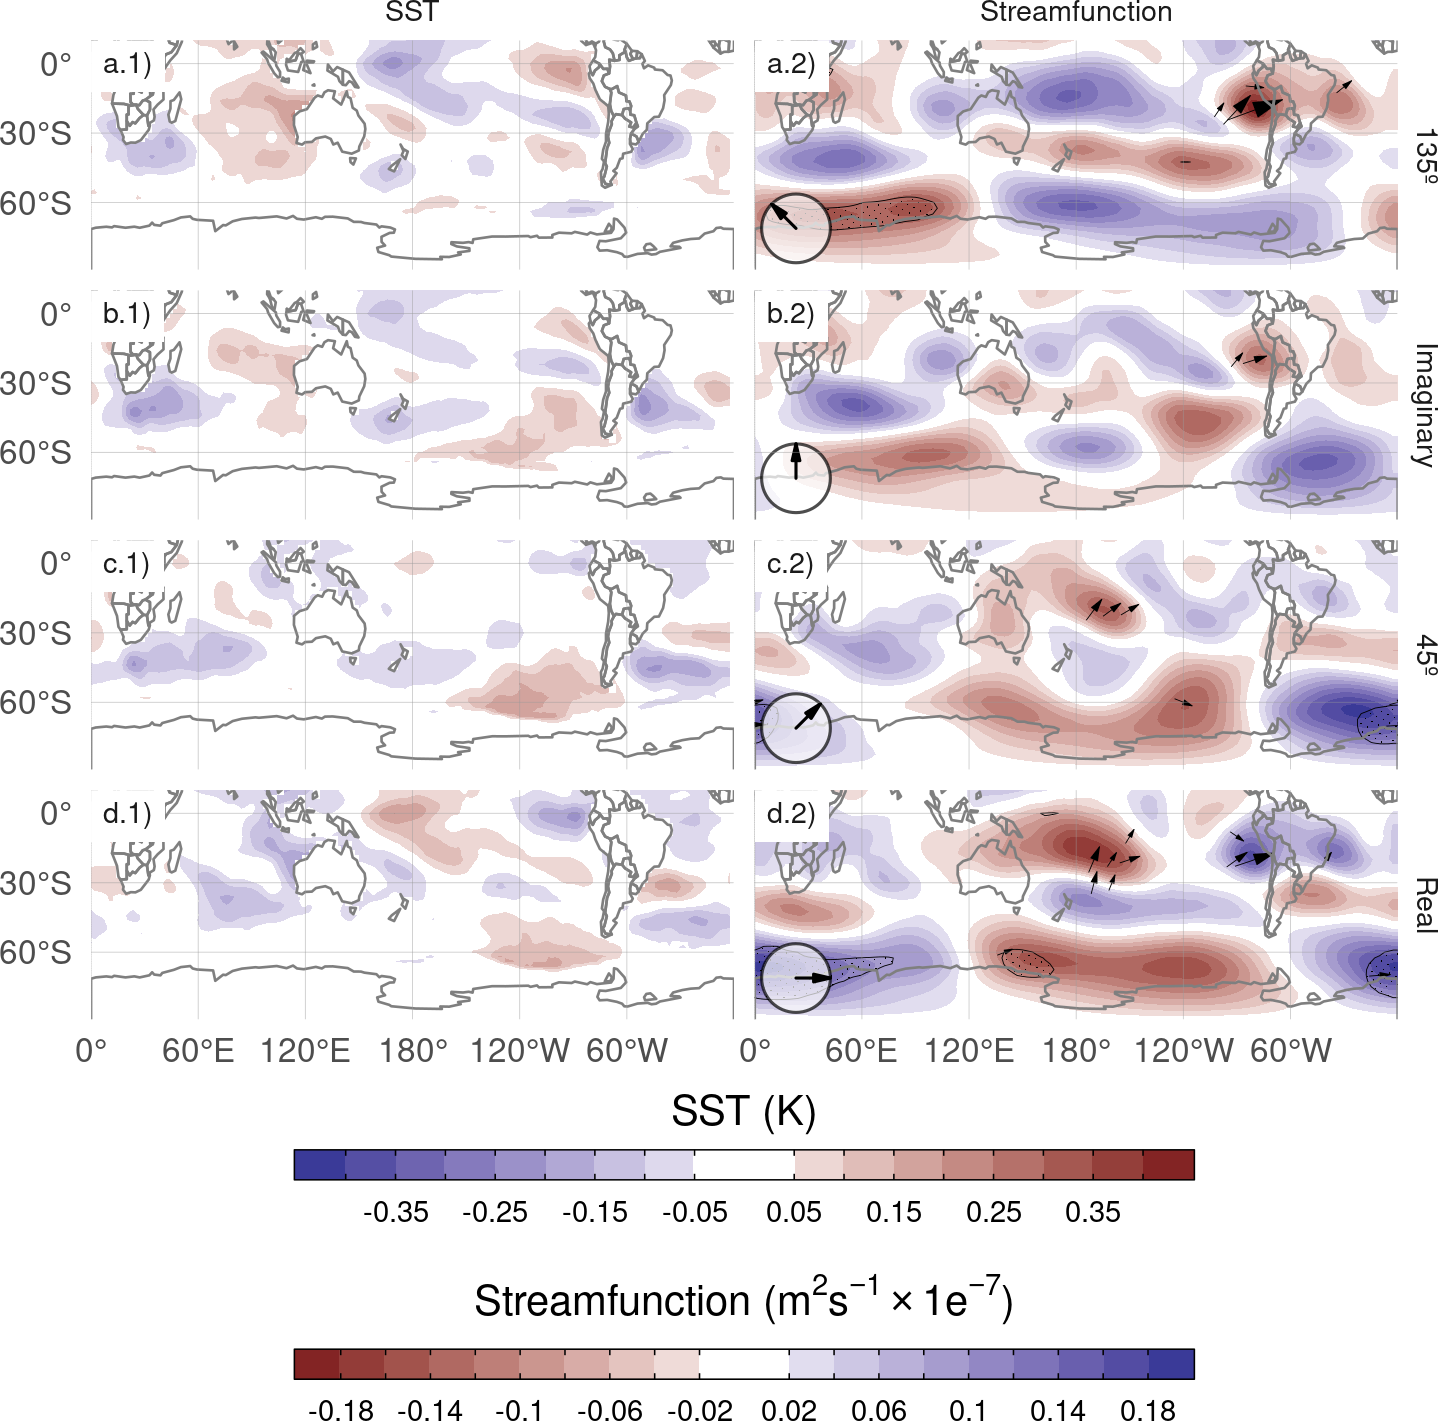 SST Streamfunction
a.1) a.2)
0°
30°S
60°S
135º
b.1) b.2)
0°
30°S
60°S
Imaginary
c.1) c.2)
0°
30°S
60°S
45º
d.1) d.2)
0°
30°S
60°S
Real
0° 60°E 120°E 180° 120°W 60°W 0° 60°E 120°E 180° 120°W 60°W
SST (K)
-0.35 -0.25 -0.15 -0.05 0.05 0.15 0.25 0.35
Streamfunction (m²s⁻¹ × 1e⁻⁷)
-0.18 -0.14 -0.1 -0.06 -0.02 0.02 0.06 0.1 0.14 0.18